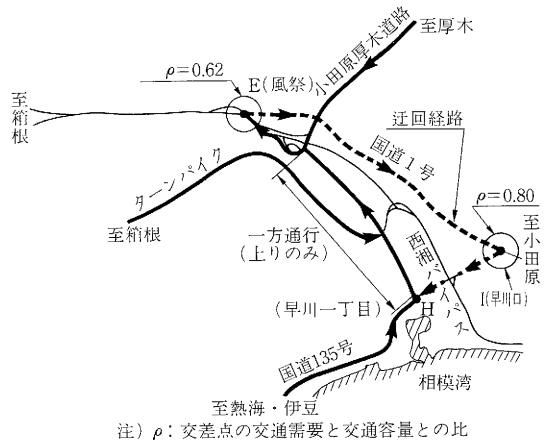 至厚木
小田原厚木道路
ρ=0.62
E(風祭)
至箱根
迂回経路
国道1号
ρ=0.80
ターンパイク
至小田原
至箱根
一方通行
(上りのみ)
西湘バイパス
I(早川口)
(早川一丁目)
H
国道135号
相模湾
至熱海・伊豆
注) ρ:交差点の交通需要と交通容量との比